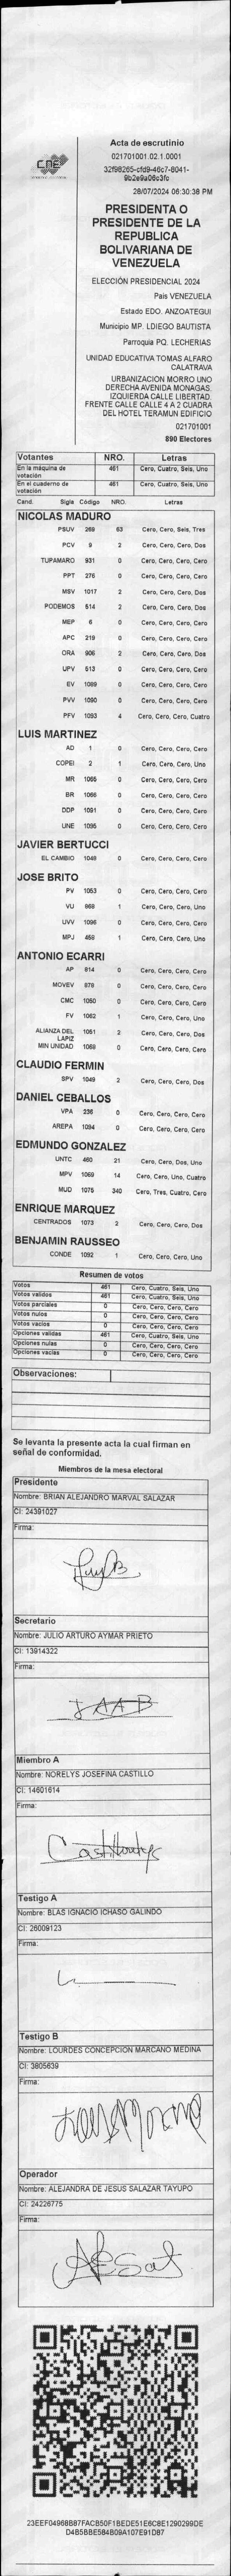 Acta de escrutinio
021701001.02.1.0001
32f98265-cfd9-46c7-8041-
9b2e9a06c3fc
28/07/2024 06:30:38 PM
PRESIDENTA O
PRESIDENTE DE LA
REPUBLICA
BOLIVARIANA DE
VENEZUELA
CNE
ELECCIÓN PRESIDENCIAL 2024
Pais VENEZUELA
Estado EDO. ANZOATEGUI
Municipio MP. LDIEGO BAUTISTA
Parroquia PQ. LECHERIAS
UNIDAD EDUCATIVA TOMAS ALFARO
CALATRAVA
URBANIZACION MORRO UNO
DERECHA AVENIDA MONAGAS.
IZQUIERDA CALLE LIBERTAD.
FRENTE CALLE CALLE 4 A 2 CUADRA
DEL HOTEL TERAMUN EDIFICIO
021701001
890 Electores
Votantes NRO. Letras
En la máquina de votación 461 Cero, Cuatro, Seis, Uno
En el cuaderno de votación 461 Cero, Cuatro, Seis, Uno
Cand. Sigla Código NRO. Letras
NICOLAS MADURO
PSUV 269 63 Cero, Cero, Seis, Tres
PCV 9 2 Cero, Cero, Cero, Dos
TUPAMARO 931 0 Cero, Cero, Cero, Cero
PPT 276 0 Cero, Cero, Cero, Cero
MSV 1017 2 Cero, Cero, Cero, Dos
PODEMOS 514 2 Cero, Cero, Cero, Dos
MEP 6 0 Cero, Cero, Cero, Cero
APC 219 0 Cero, Cero, Cero, Cero
ORA 906 2 Cero, Cero, Cero, Dos
UPV 513 0 Cero, Cero, Cero, Cero
EV 1089 0 Cero, Cero, Cero, Cero
PVV 1090 0 Cero, Cero, Cero, Cero
PFV 1093 4 Cero, Cero, Cero, Cuatro
LUIS MARTINEZ
AD 1 0 Cero, Cero, Cero, Cero
COPEI 2 1 Cero, Cero, Cero, Uno
MR 1065 0 Cero, Cero, Cero, Cero
BR 1066 0 Cero, Cero, Cero, Cero
DDP 1091 0 Cero, Cero, Cero, Cero
UNE 1095 0 Cero, Cero, Cero, Cero
JAVIER BERTUCCI
EL CAMBIO 1048 0 Cero, Cero, Cero, Cero
JOSE BRITO
PV 1053 0 Cero, Cero, Cero, Cero
VU 868 1 Cero, Cero, Cero, Uno
UVV 1096 0 Cero, Cero, Cero, Cero
MPJ 459 1 Cero, Cero, Cero, Uno
ANTONIO ECARRI
AP 914 0 Cero, Cero, Cero, Cero
MOVEV 979 0 Cero, Cero, Cero, Cero
CMC 1050 0 Cero, Cero, Cero, Cero
FV 1062 1 Cero, Cero, Cero, Uno
ALIANZA DEL LAPIZ 1051 2 Cero, Cero, Cero, Dos
MIN UNIDAD 1068 0 Cero, Cero, Cero, Cero
CLAUDIO FERMIN
SPV 1049 2 Cero, Cero, Cero, Dos
DANIEL CEBALLOS
VPA 236 0 Cero, Cero, Cero, Cero
AREPA 1094 0 Cero, Cero, Cero, Cero
EDMUNDO GONZALEZ
UNTC 460 21 Cero, Cero, Dos, Uno
MPV 1069 14 Cero, Cero, Uno, Cuatro
MUD 1075 340 Cero, Tres, Cuatro, Cero
ENRIQUE MARQUEZ
CENTRADOS 1073 2 Cero, Cero, Cero, Dos
BENJAMIN RAUSSEO
CONDE 1092 1 Cero, Cero, Cero, Uno
Resumen de votos
Votos 461 Cero, Cuatro, Seis, Uno
Votos validos 461 Cero, Cuatro, Seis, Uno
Votos parciales 0 Cero, Cero, Cero, Cero
Votos nulos 0 Cero, Cero, Cero, Cero
Votos vacios 0 Cero, Cero, Cero, Cero
Opciones validas 461 Cero, Cuatro, Seis, Uno
Opciones nulas 0 Cero, Cero, Cero, Cero
Opciones vacias 0 Cero, Cero, Cero, Cero
Observaciones:
Se levanta la presente acta la cual firman en
señal de conformidad.
Miembros de la mesa electoral
Presidente
Nombre: BRIAN ALEJANDRO MARVAL SALAZAR
CI: 24391027
Firma:
Secretario
Nombre: JULIO ARTURO AYMAR PRIETO
CI: 13914322
Firma:
Miembro A
Nombre: NORELYS JOSEFINA CASTILLO
CI: 14601614
Firma:
Testigo A
Nombre: BLAS IGNACIO ICHASO GALINDO
CI: 26009123
Firma:
Testigo B
Nombre: LOURDES CONCEPCION MARCANO MEDINA
CI: 3805639
Firma:
Operador
Nombre: ALEJANDRA DE JESUS SALAZAR TAYUPO
CI: 24226775
Firma:
23EEF04968B87FACB50F1BEDE51E6C8E1290299DE
D4B5BBE584B09A107E91D87